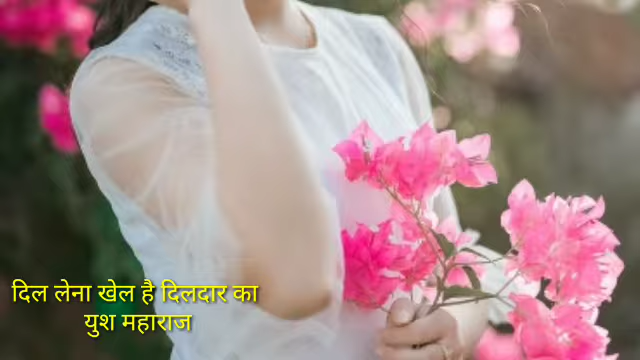 दिल लेना खेल है दिलदार का
युश महाराज